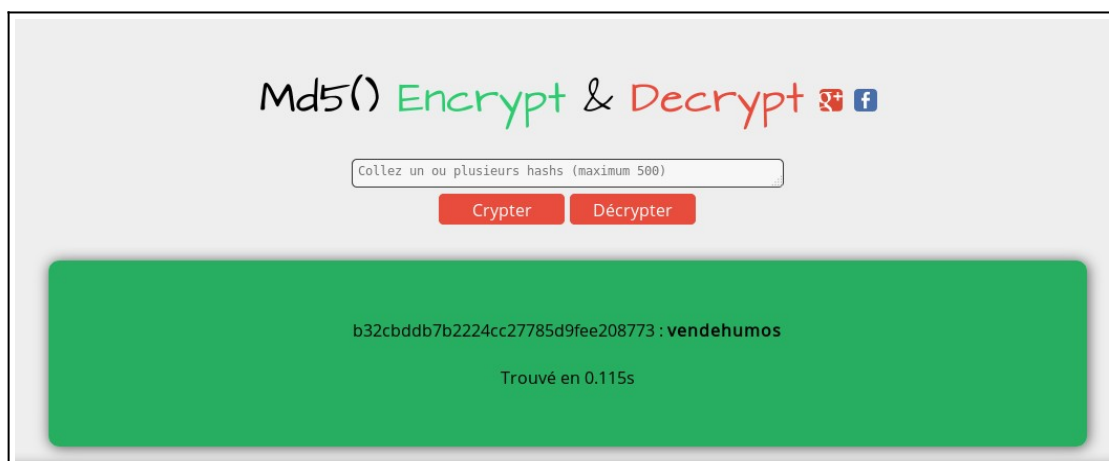 Md5() Encrypt & Decrypt g+ f
Collez un ou plusieurs hashs (maximum 500)
Crypter Décrypter
b32cbddb7b2224cc27785d9fee208773 : vendehumos
Trouvé en 0.115s